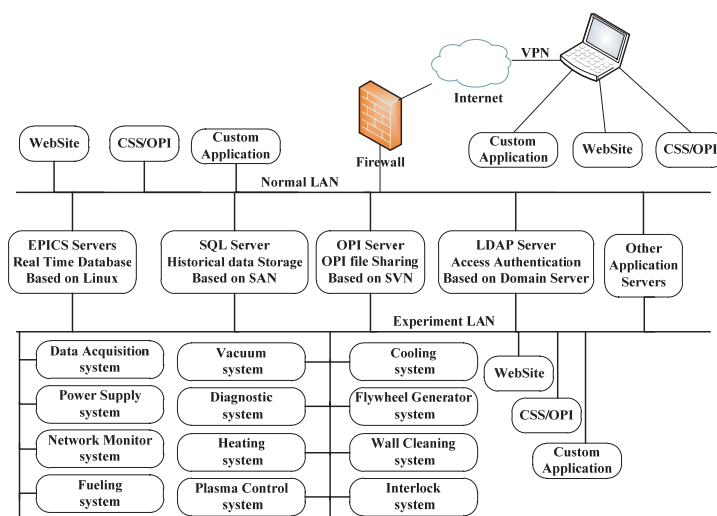 VPN
Internet
Custom
Application
WebSite
CSS/OPI
Firewall
WebSite
CSS/OPI
Custom
Application
Normal LAN
EPICS Servers
Real Time Database
Based on Linux
SQL Server
Historical data Storage
Based on SAN
OPI Server
OPI file Sharing
Based on SVN
LDAP Server
Access Authentication
Based on Domain Server
Other
Application
Servers
Experiment LAN
Data Acquisition
system
Vacuum
system
Cooling
system
WebSite
Power Supply
system
Diagnostic
system
Flywheel Generator
system
CSS/OPI
Network Monitor
system
Heating
system
Wall Cleaning
system
Custom
Application
Fueling
system
Plasma Control
system
Interlock
system